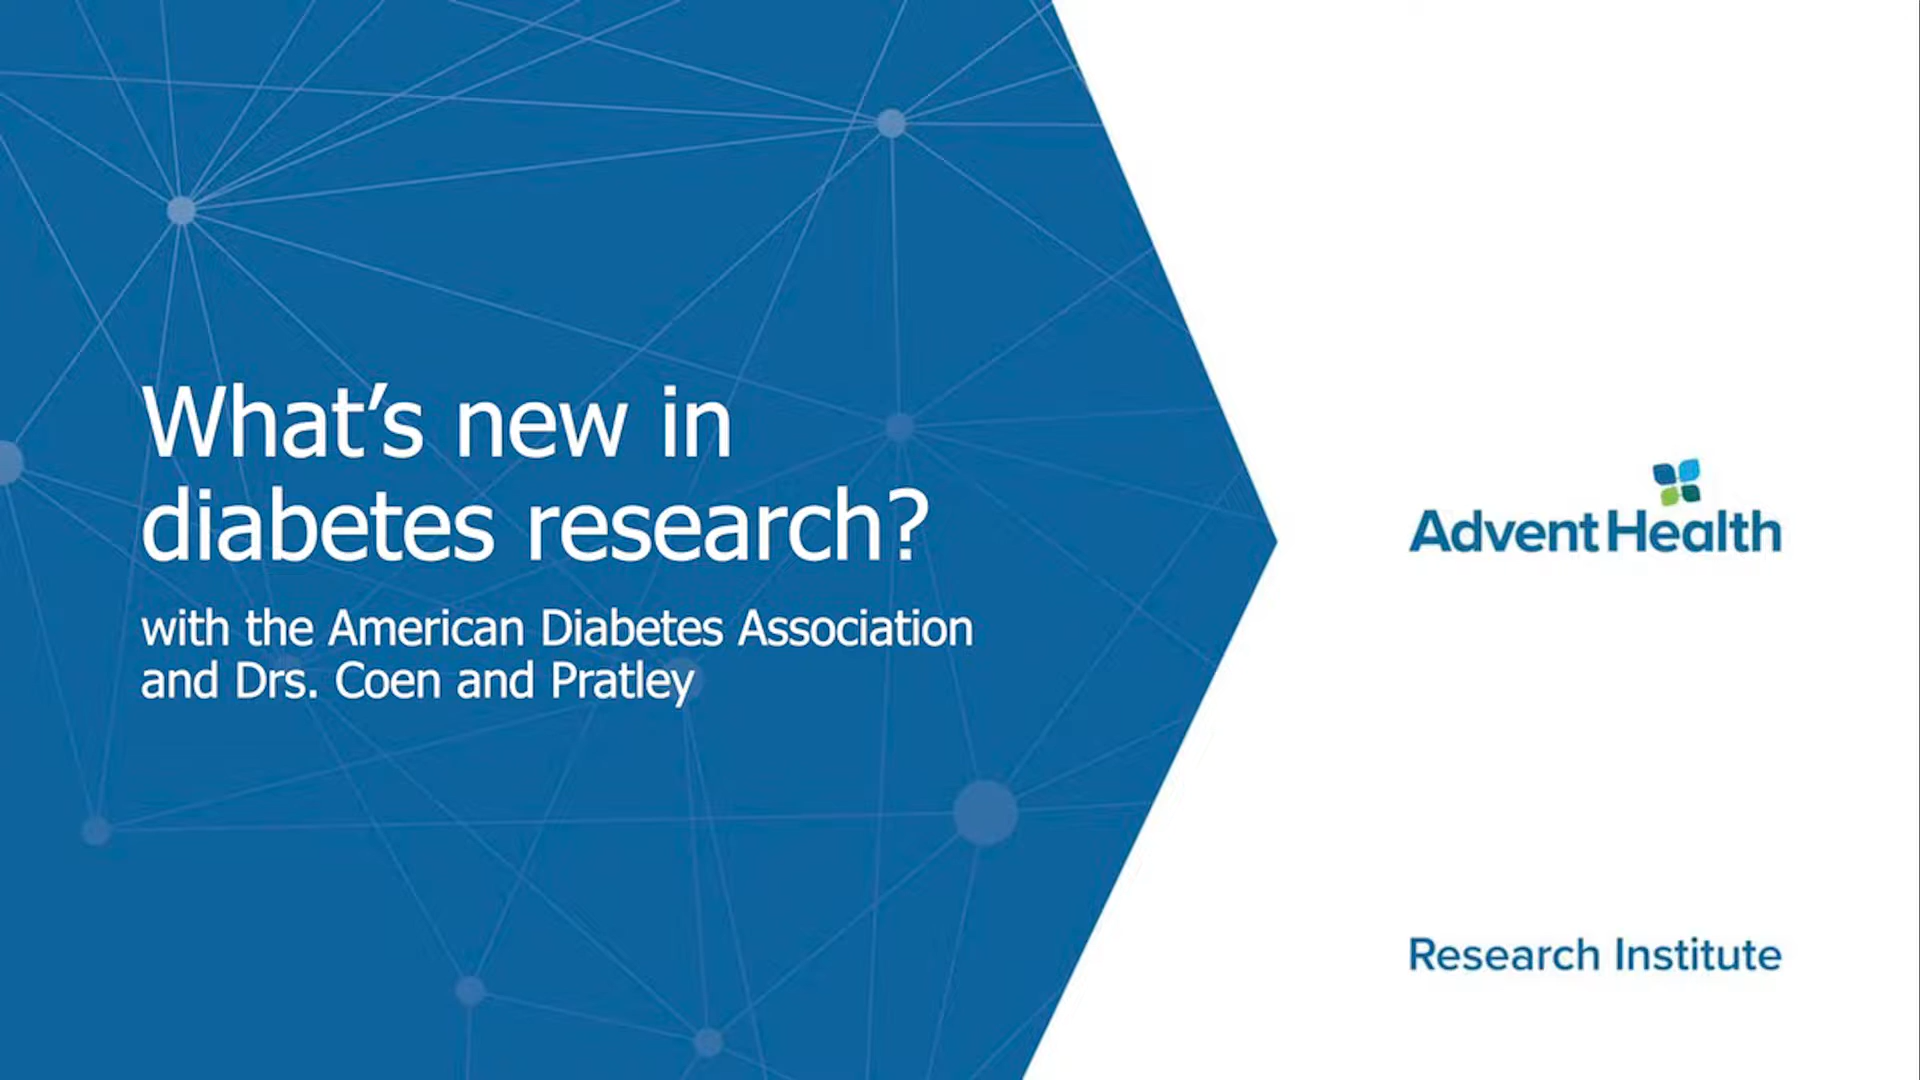 What’s new in
diabetes research?
with the American Diabetes Association
and Drs. Coen and Pratley
AdventHealth
Research Institute